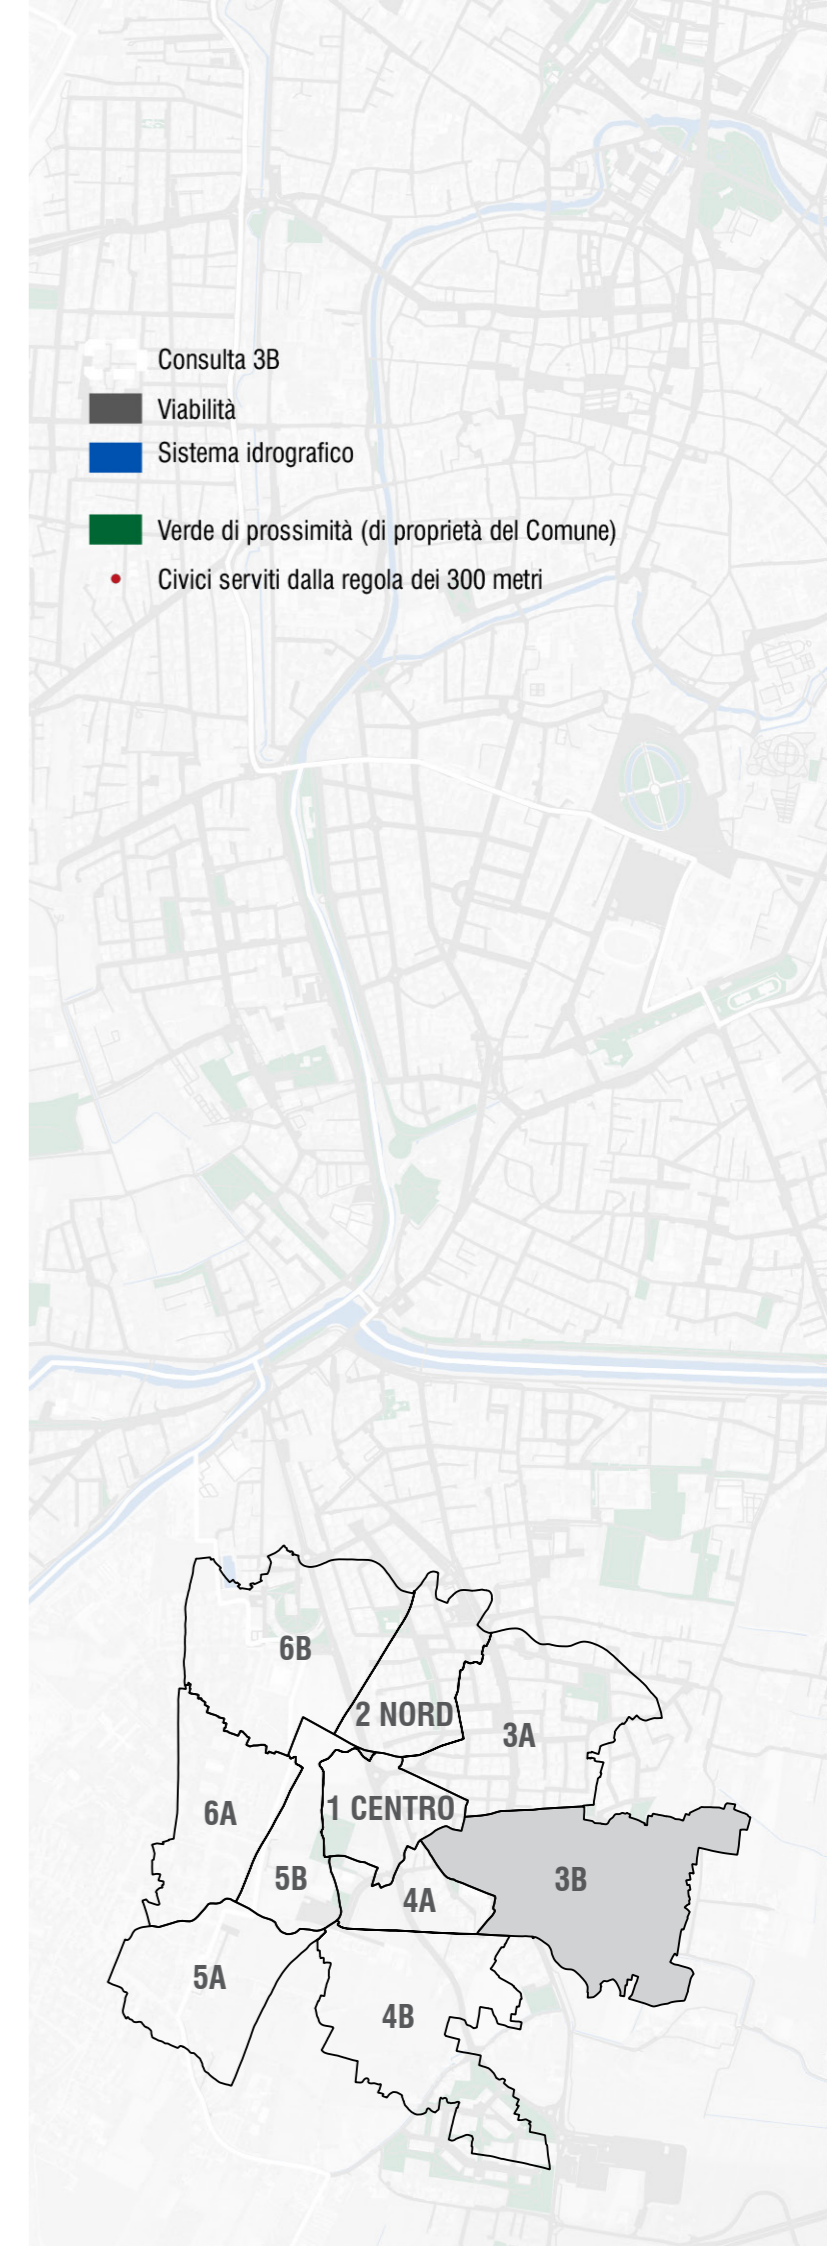 Consulta 3B
Viabilità
Sistema idrografico
Verde di prossimità (di proprietà del Comune)
Civici serviti dalla regola dei 300 metri
6B
2 NORD
3A
6A
1 CENTRO
5B
3B
4A
5A
4B